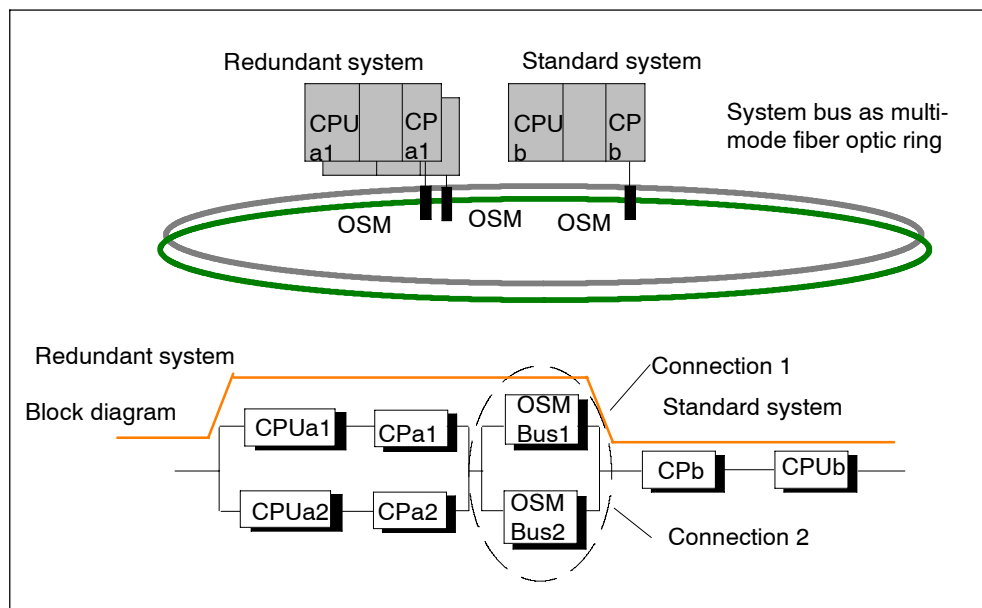 Redundant system
Standard system
CPU
a1
CP
a1
CPU
b
CP
b
System bus as multi-
mode fiber optic ring
OSM
OSM
OSM
Redundant system
Connection 1
Block diagram
Standard system
CPUa1
CPa1
OSM
Bus1
CPb
CPUb
CPUa2
CPa2
OSM
Bus2
Connection 2